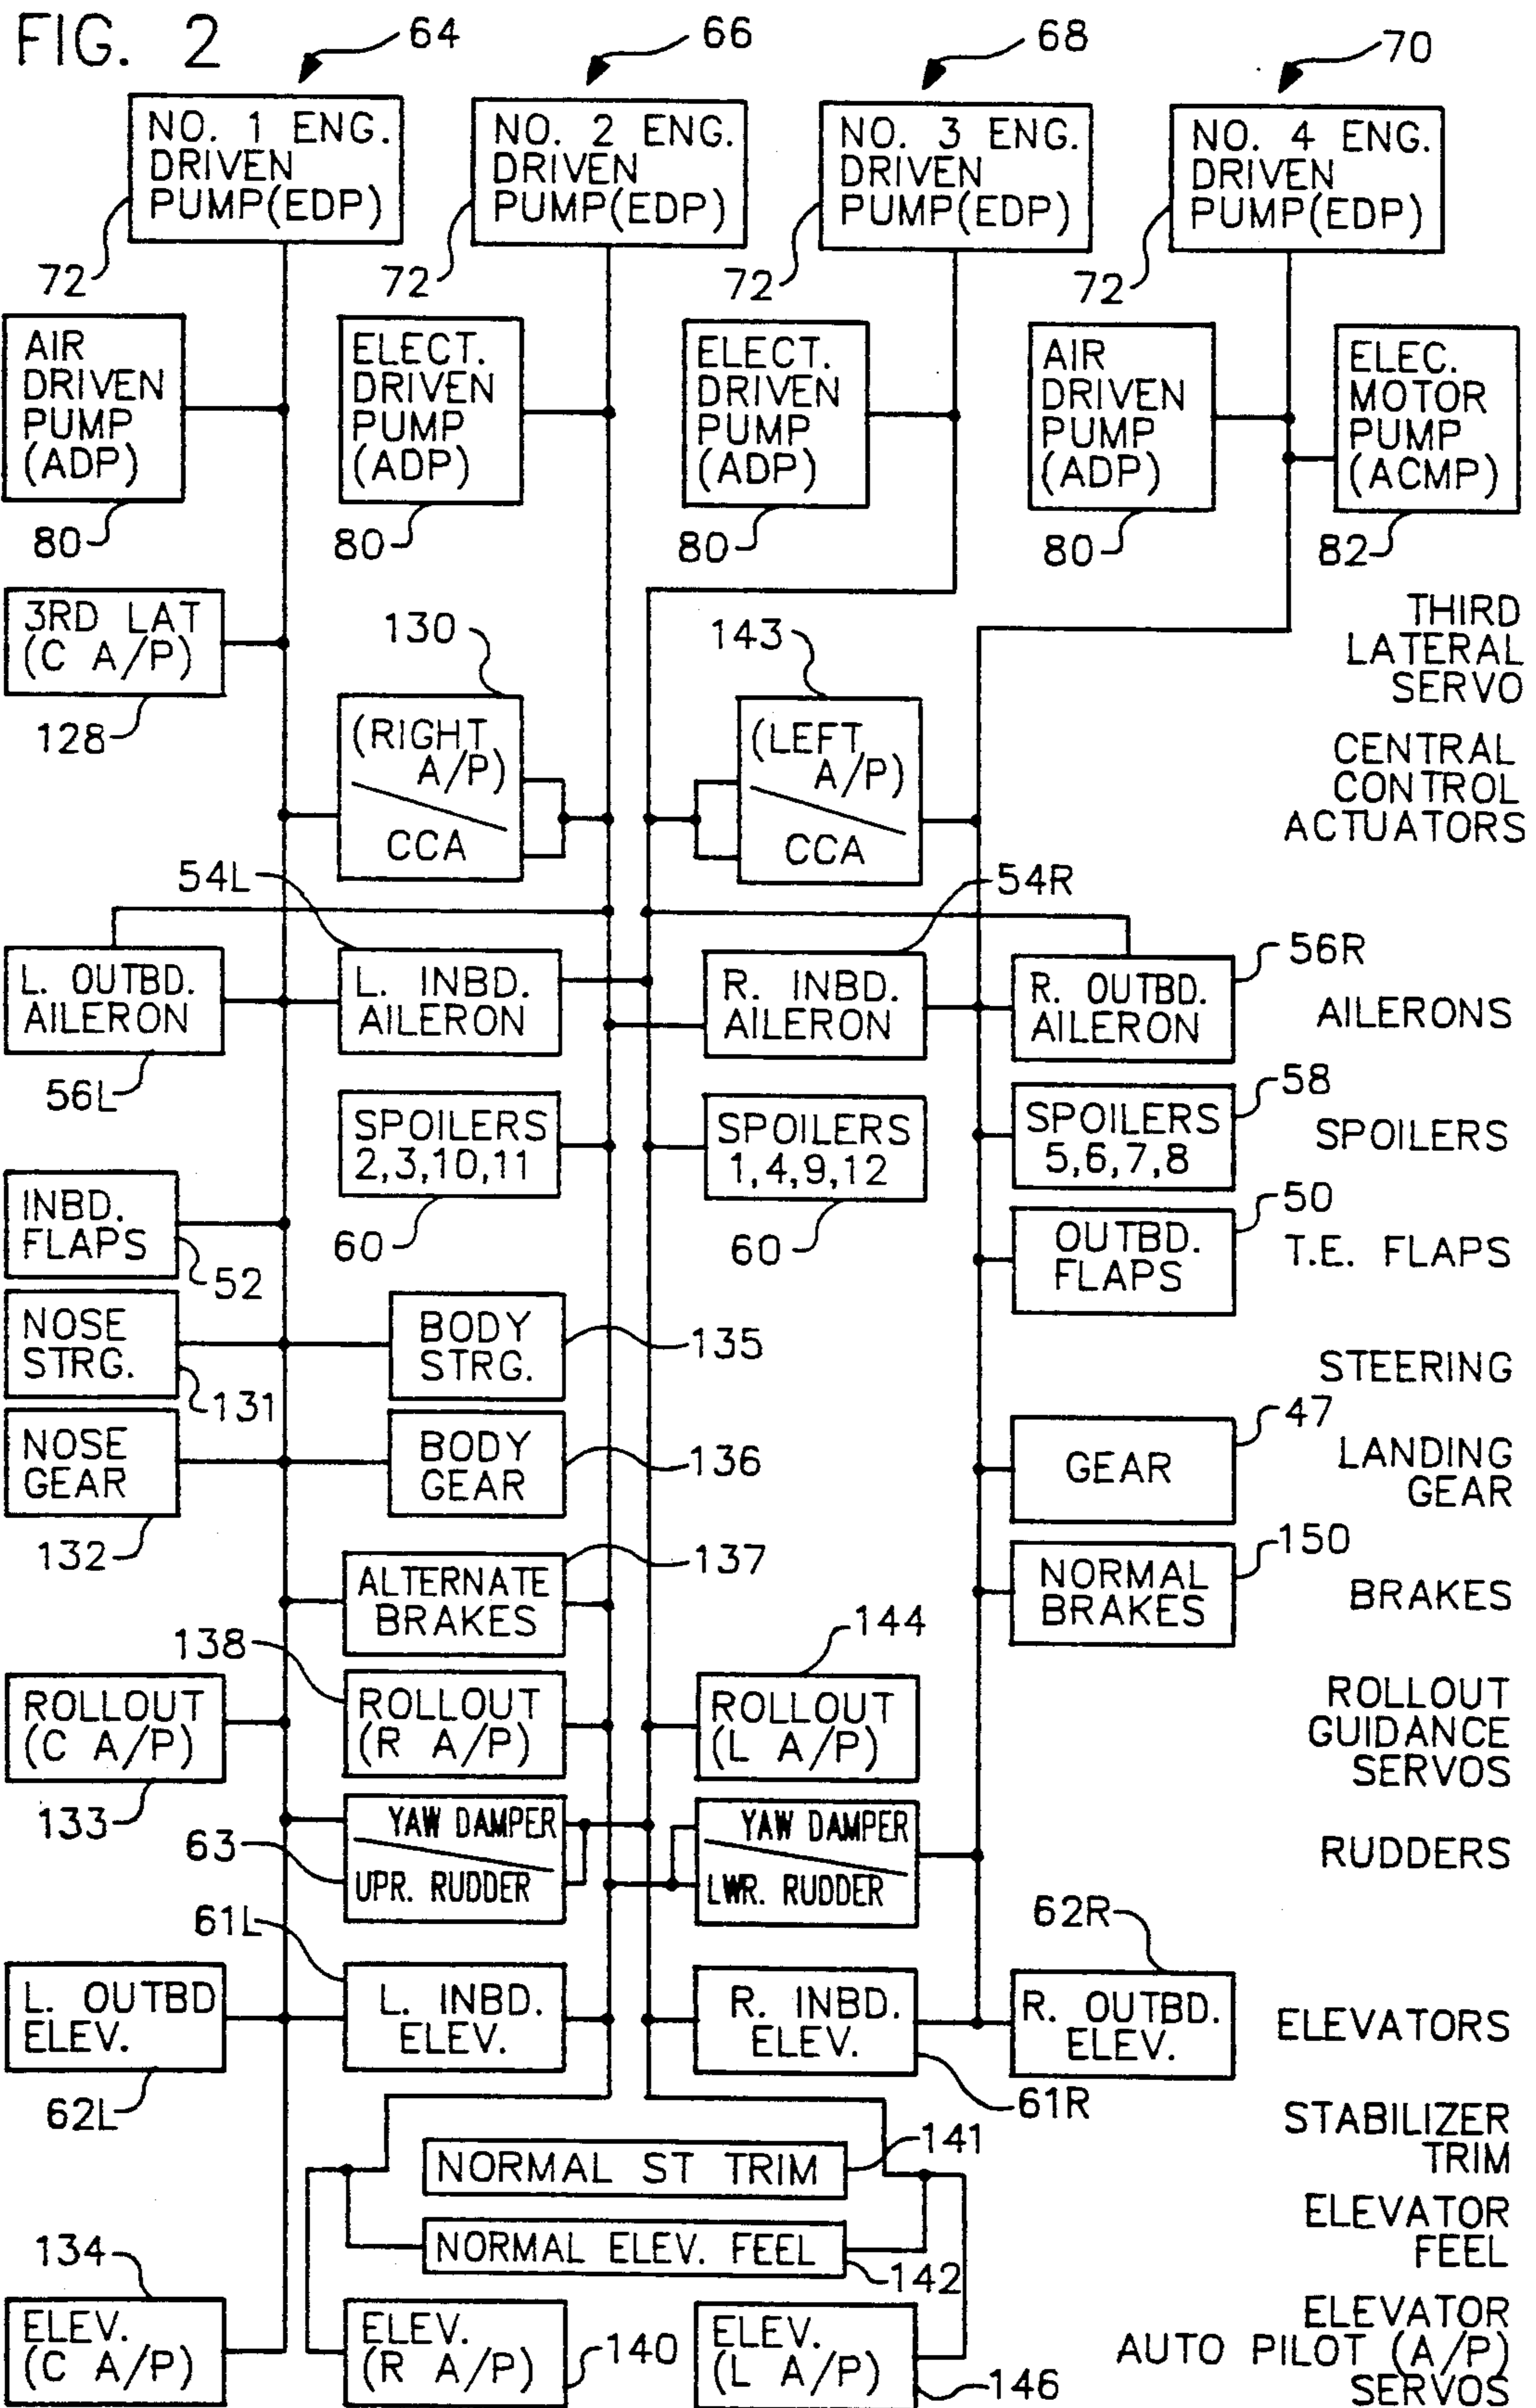 FIG. 2
64
66
68
70
NO. 1 ENG.
DRIVEN
PUMP(EDP)
NO. 2 ENG.
DRIVEN
PUMP(EDP)
NO. 3 ENG.
DRIVEN
PUMP(EDP)
NO. 4 ENG.
DRIVEN
PUMP(EDP)
72
72
72
72
AIR
DRIVEN
PUMP
(ADP)
ELECT.
DRIVEN
PUMP
(ADP)
ELECT.
DRIVEN
PUMP
(ADP)
AIR
DRIVEN
PUMP
(ADP)
ELEC.
MOTOR
PUMP
(ACMP)
80
80
80
80
82
3RD LAT
(C A/P)
128
130
143
THIRD
LATERAL
SERVO
(RIGHT
A/P)
CCA
(LEFT
A/P)
CCA
CENTRAL
CONTROL
ACTUATORS
54L
54R
L. OUTBD.
AILERON
L. INBD.
AILERON
R. INBD.
AILERON
R. OUTBD.
AILERON
56R
AILERONS
56L
SPOILERS
2,3,10,11
SPOILERS
1,4,9,12
SPOILERS
5,6,7,8
58
SPOILERS
60
60
INBD.
FLAPS
52
OUTBD.
FLAPS
50
T.E. FLAPS
NOSE
STRG.
131
BODY
STRG.
135
STEERING
NOSE
GEAR
132
BODY
GEAR
136
GEAR
47
LANDING
GEAR
ALTERNATE
BRAKES
137
NORMAL
BRAKES
150
BRAKES
138
144
ROLLOUT
(C A/P)
ROLLOUT
(R A/P)
ROLLOUT
(L A/P)
ROLLOUT
GUIDANCE
SERVOS
133
63
YAW DAMPER
UPR. RUDDER
YAW DAMPER
LWR. RUDDER
RUDDERS
61L
62R
L. OUTBD
ELEV.
L. INBD.
ELEV.
R. INBD.
ELEV.
R. OUTBD.
ELEV.
ELEVATORS
62L
61R
NORMAL ST TRIM
141
STABILIZER
TRIM
NORMAL ELEV. FEEL
142
ELEVATOR
FEEL
134
ELEV.
(C A/P)
ELEV.
(R A/P)
140
ELEV.
(L A/P)
146
ELEVATOR
AUTO PILOT (A/P)
SERVOS